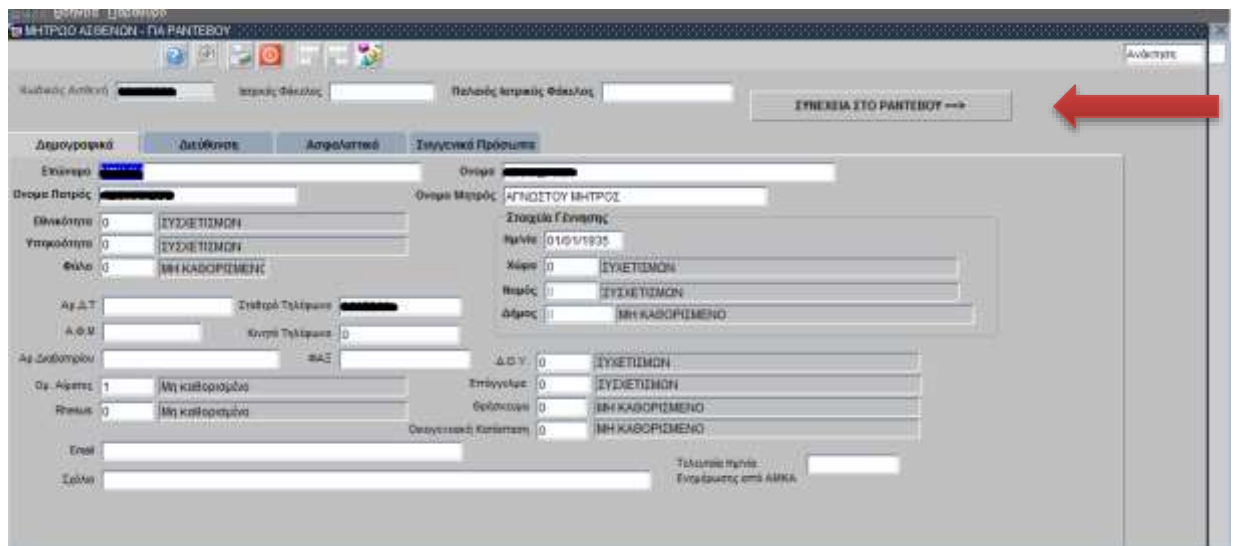 ΜΗΤΡΩΟ ΑΣΘΕΝΩΝ - ΓΙΑ ΡΑΝΤΕΒΟΥ
Ανάκτηση
Κωδικός Ασθενή Ιατρικός Φάκελος Παλαιός Ιατρικός Φάκελος
ΣΥΝΕΧΕΙΑ ΣΤΟ ΡΑΝΤΕΒΟΥ ==>
Δημογραφικά Διεύθυνση Ασφαλιστικά Συγγενικά Πρόσωπα
Επώνυμο Όνομα
Όνομα Πατρός Όνομα Μητρός ΑΓΝΩΣΤΟΥ ΜΗΤΡΟΣ
Εθνικότητα 0 ΣΥΣΧΕΤΙΣΜΩΝ Στοιχεία Γέννησης
Υπηκοότητα 0 ΣΥΣΧΕΤΙΣΜΩΝ Ημ/νία 01/01/1935
Φύλο 0 ΜΗ ΚΑΘΟΡΙΣΜΕΝΟ Χώρα 0 ΣΥΧΕΤΙΣΜΩΝ
Νομός 0 ΣΥΣΧΕΤΙΣΜΩΝ
Αρ.Δ.Τ Σταθερό Τηλέφωνο Δήμος ΜΗ ΚΑΘΟΡΙΣΜΕΝΟ
Α.Φ.Μ Κινητό Τηλέφωνο 0
Αρ.Διαβατηρίου ΦΑΞ Δ.Ο.Υ. 0 ΣΥΧΕΤΙΣΜΩΝ
Ομ. Αίματος 1 Μη καθορισμένο Επάγγελμα 0 ΣΥΣΧΕΤΙΣΜΩΝ
Rhesus 0 Μη καθορισμένο Θρήσκευμα 0 ΜΗ ΚΑΘΟΡΙΣΜΕΝΟ
Οικογενειακή Κατάσταση 0 ΜΗ ΚΑΘΟΡΙΣΜΕΝΟ
Email
Σχόλια Τελευταία Ημ/νία
Ενημέρωσης από ΑΜΚΑ